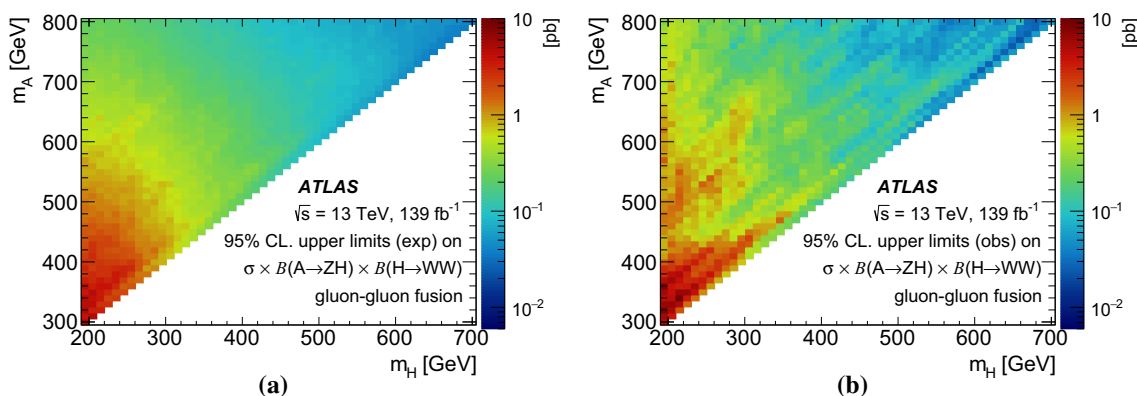 m_A [GeV]
800
700
600
500
400
300
200 300 400 500 600 700
m_H [GeV]
ATLAS
√s = 13 TeV, 139 fb⁻¹
95% CL. upper limits (exp) on
σ × B(A→ZH) × B(H→WW)
gluon-gluon fusion
10
1
10⁻¹
10⁻²
[pb]
(a)
m_A [GeV]
800
700
600
500
400
300
200 300 400 500 600 700
m_H [GeV]
ATLAS
√s = 13 TeV, 139 fb⁻¹
95% CL. upper limits (obs) on
σ × B(A→ZH) × B(H→WW)
gluon-gluon fusion
10
1
10⁻¹
10⁻²
[pb]
(b)